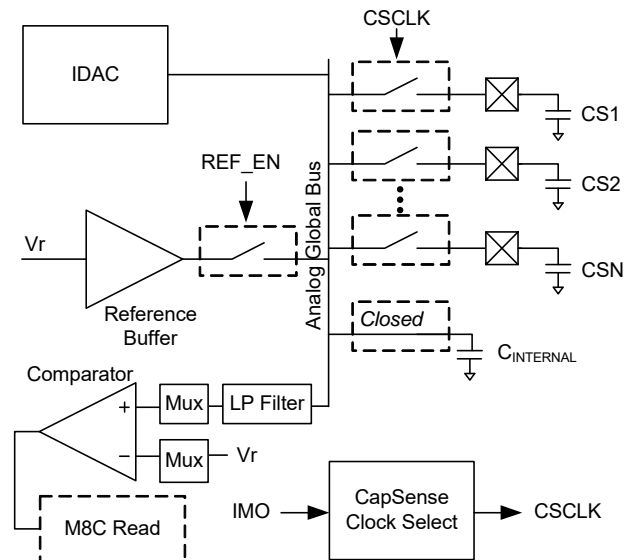 CSCLK
IDAC
CS1
REF_EN
CS2
Vr
Analog Global Bus
CSN
Reference
Buffer
Closed
CINTERNAL
Comparator
+
Mux
LP Filter
−
Mux
Vr
M8C Read
IMO
CapSense
Clock Select
CSCLK